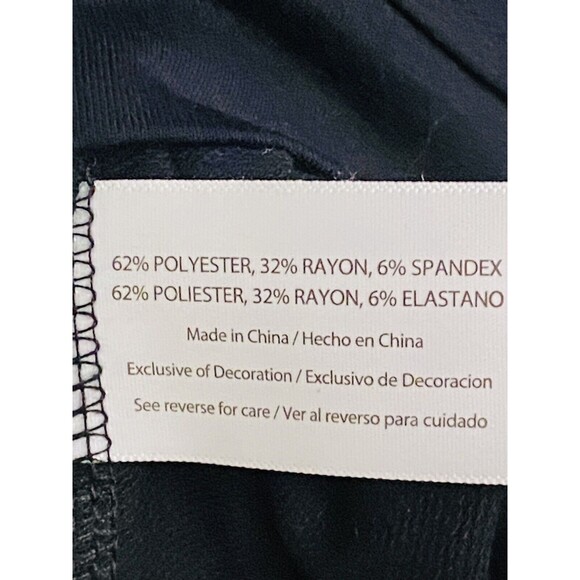 62% POLYESTER, 32% RAYON, 6% SPANDEX
62% POLIESTER, 32% RAYON, 6% ELASTANO
Made in China / Hecho en China
Exclusive of Decoration / Exclusivo de Decoracion
See reverse for care / Ver al reverso para cuidado